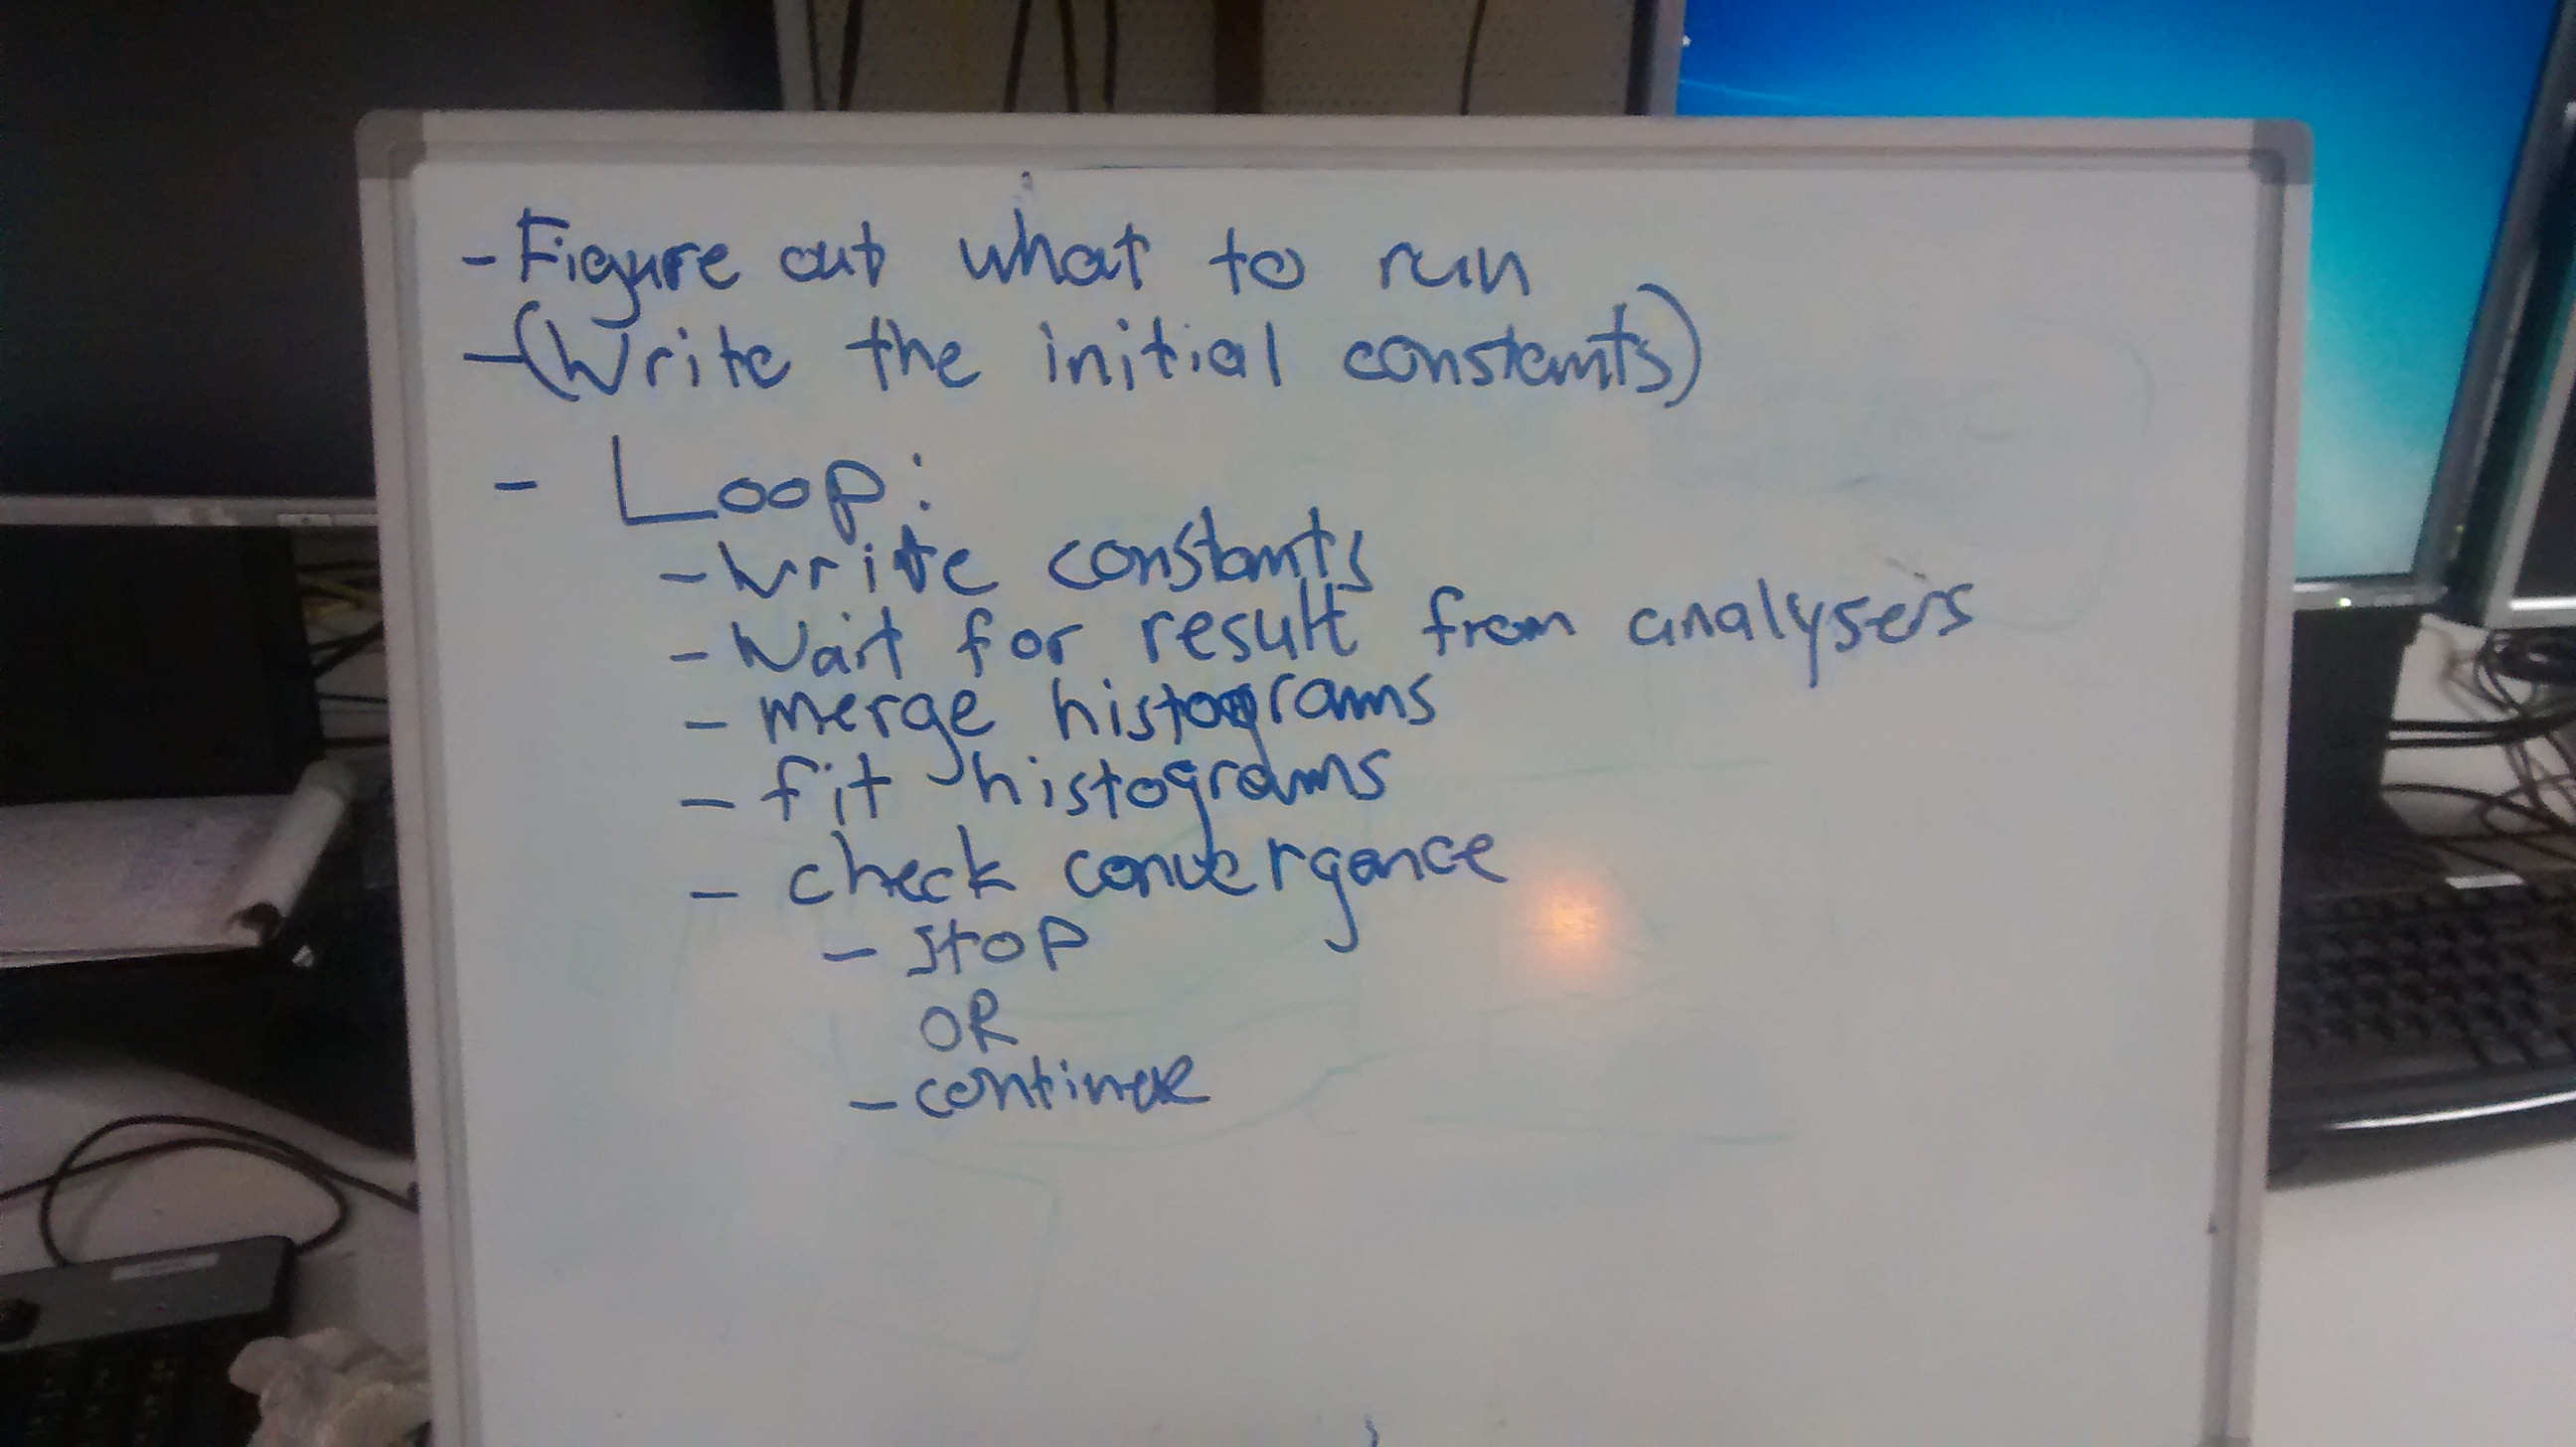 - Figure out what to run
- (Write the initial constants)
- Loop:
- Write constants
- Wait for result from analysers
- merge histograms
- fit histograms
- check convergance
- stop
OR
- continue